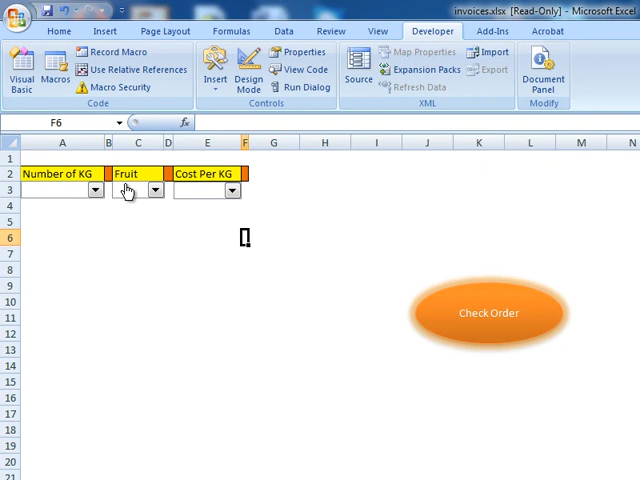 invoices.xlsx [Read-Only] - Microsoft Excel
Home Insert Page Layout Formulas Data Review View Developer Add-Ins Acrobat
Visual Basic
Macros
Record Macro
Use Relative References
Macro Security
Code
Insert
Design Mode
Properties
View Code
Run Dialog
Controls
Source
Map Properties
Expansion Packs
Refresh Data
Import
Export
XML
Document Panel
Modify
F6
fx
A B C D E F G H I J K L M N
1
2 Number of KG Fruit Cost Per KG
3
4
5
6
7
8
9
10
11 Check Order
12
13
14
15
16
17
18
19
20
21